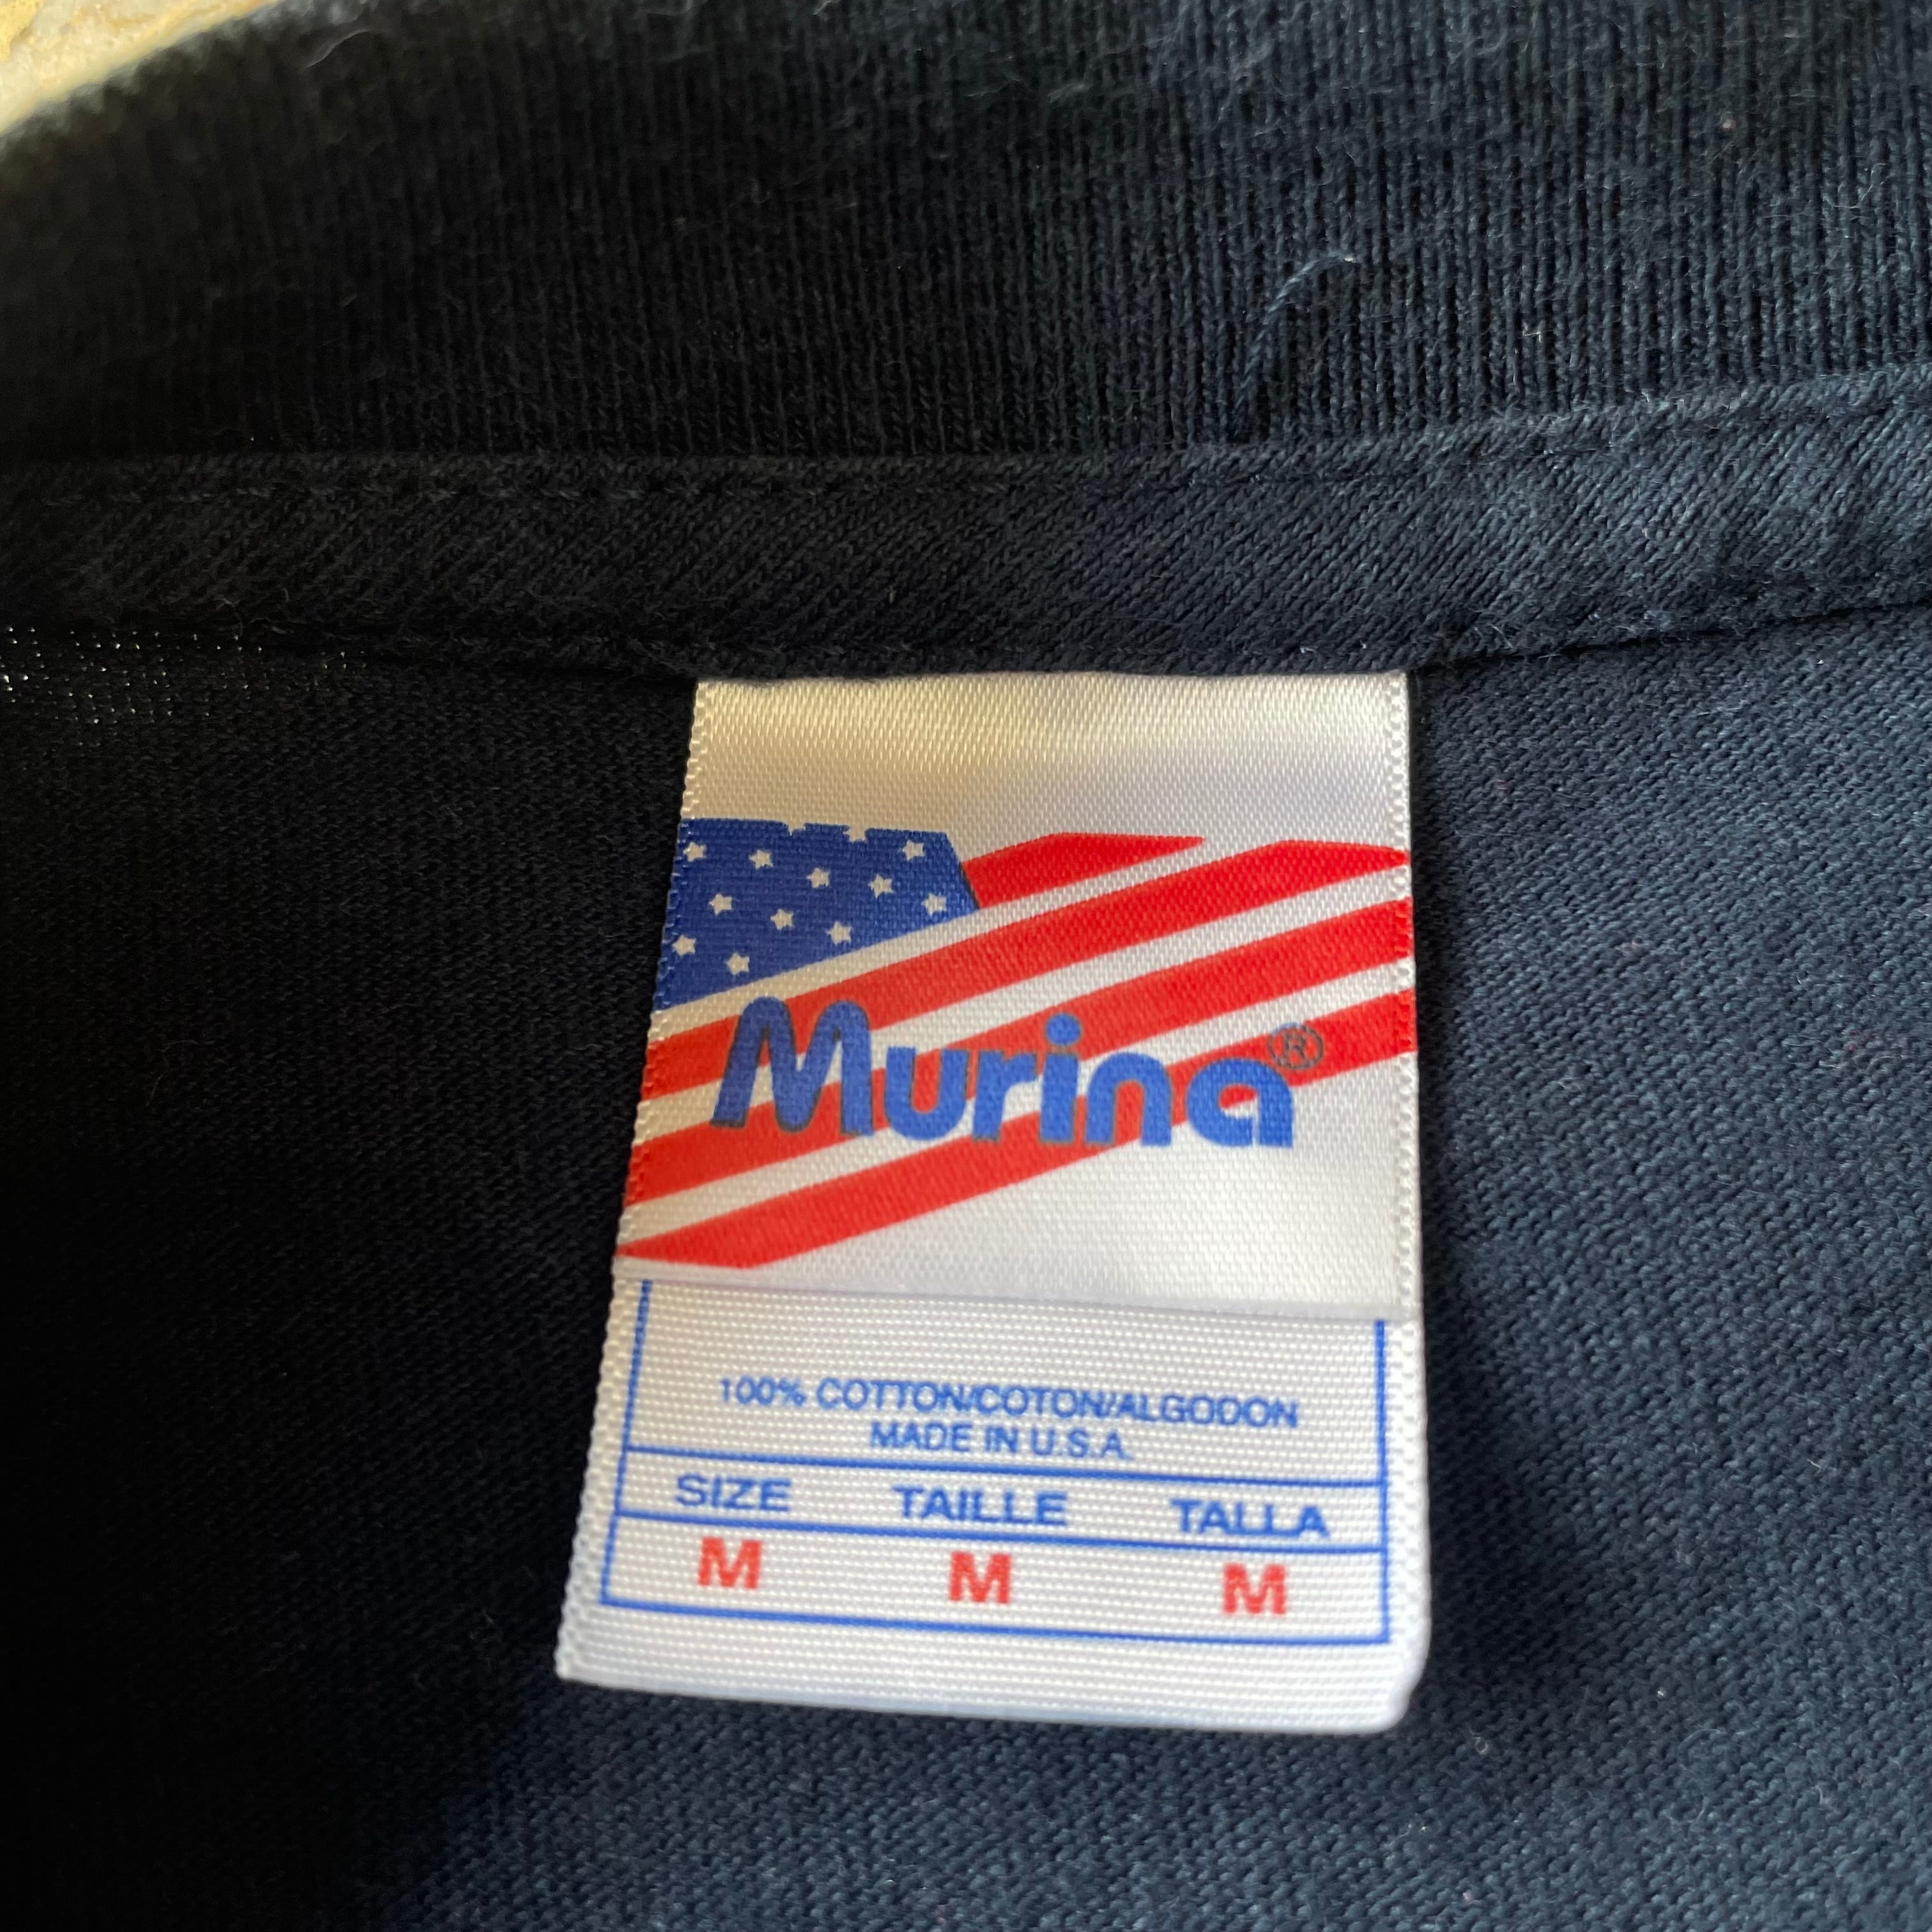 Murina®
100% COTTON/COTON/ALGODON
MADE IN U.S.A.
SIZE TAILLE TALLA
M M M